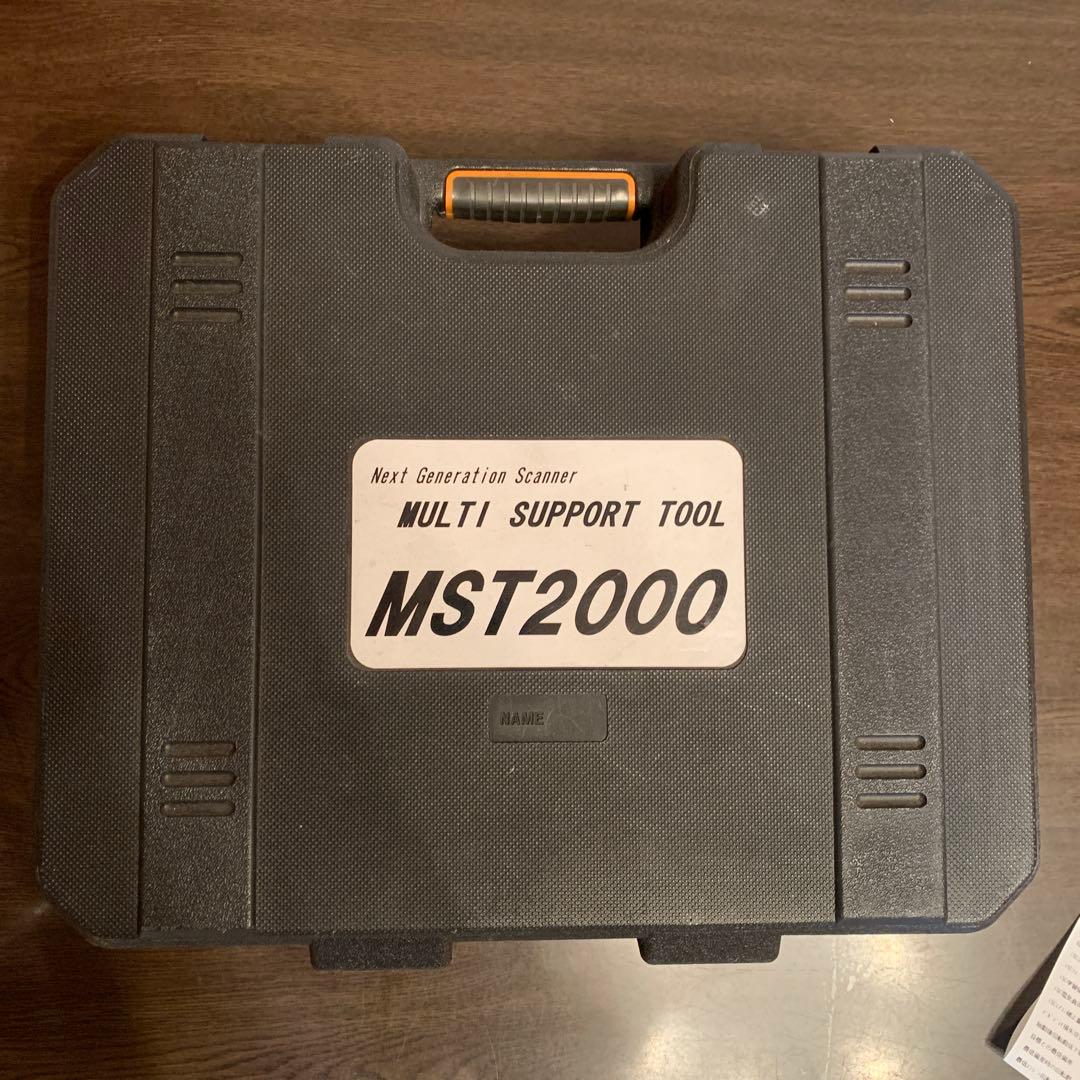 Next Generation Scanner
MULTI SUPPORT TOOL
MST2000
NAME